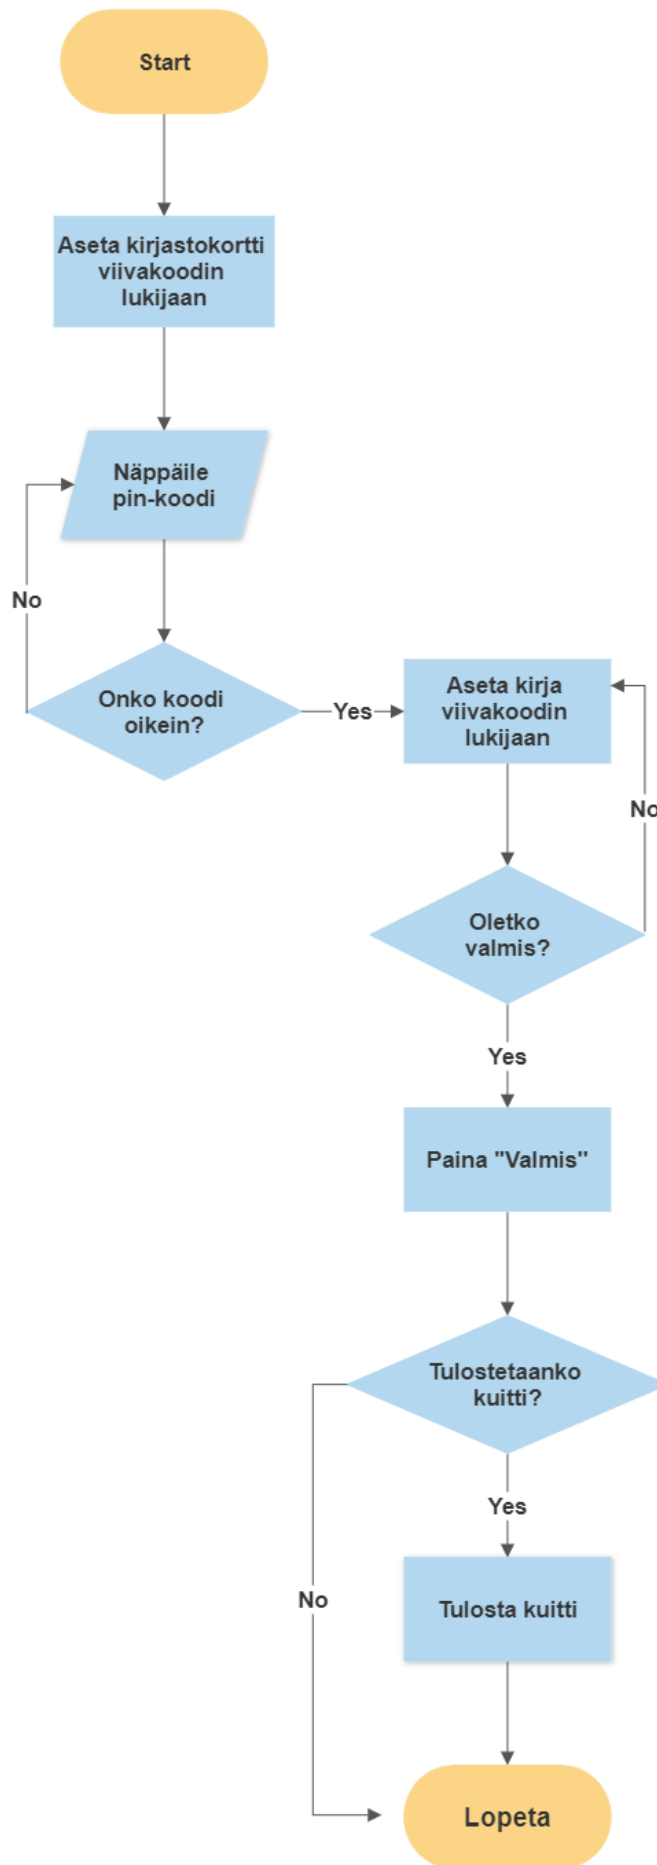 Start
Aseta kirjastokortti
viivakoodin
lukijaan
Näppäile
pin-koodi
No
Onko koodi
oikein?
Yes
Aseta kirja
viivakoodin
lukijaan
No
Oletko
valmis?
Yes
Paina "Valmis"
Tulostetaanko
kuitti?
Yes
No
Tulosta kuitti
Lopeta